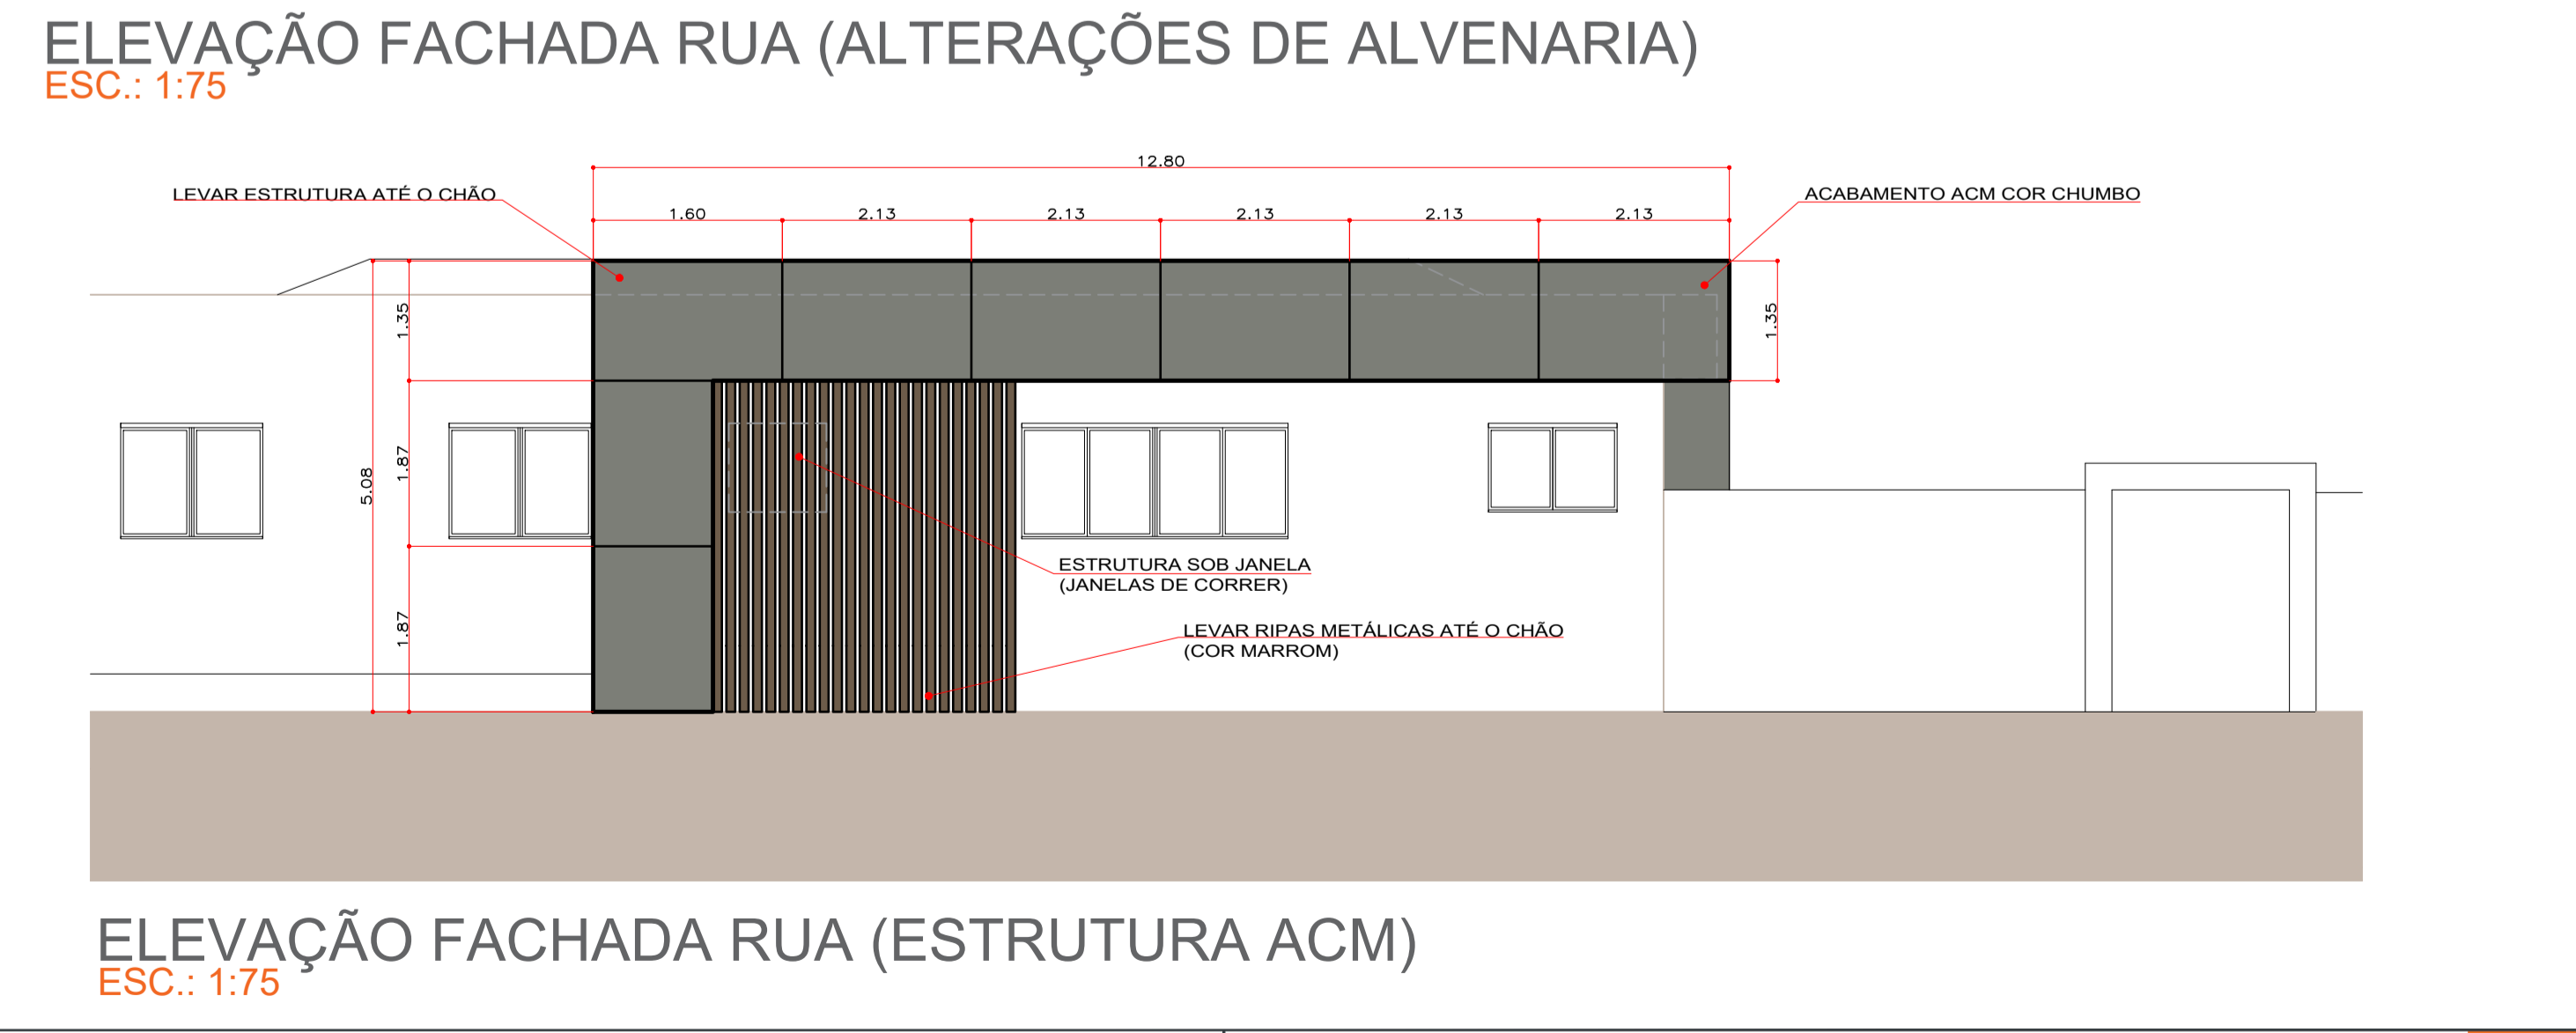 ELEVAÇÃO FACHADA RUA (ALTERAÇÕES DE ALVENARIA)
ESC.: 1:75
12.80
LEVAR ESTRUTURA ATÉ O CHÃO
ACABAMENTO ACM COR CHUMBO
1.60 2.13 2.13 2.13 2.13 2.13
1.35
1.35
1.87
5.08
ESTRUTURA SOB JANELA
(JANELAS DE CORRER)
1.87
LEVAR RIPAS METÁLICAS ATÉ O CHÃO
(COR MARROM)
ELEVAÇÃO FACHADA RUA (ESTRUTURA ACM)
ESC.: 1:75